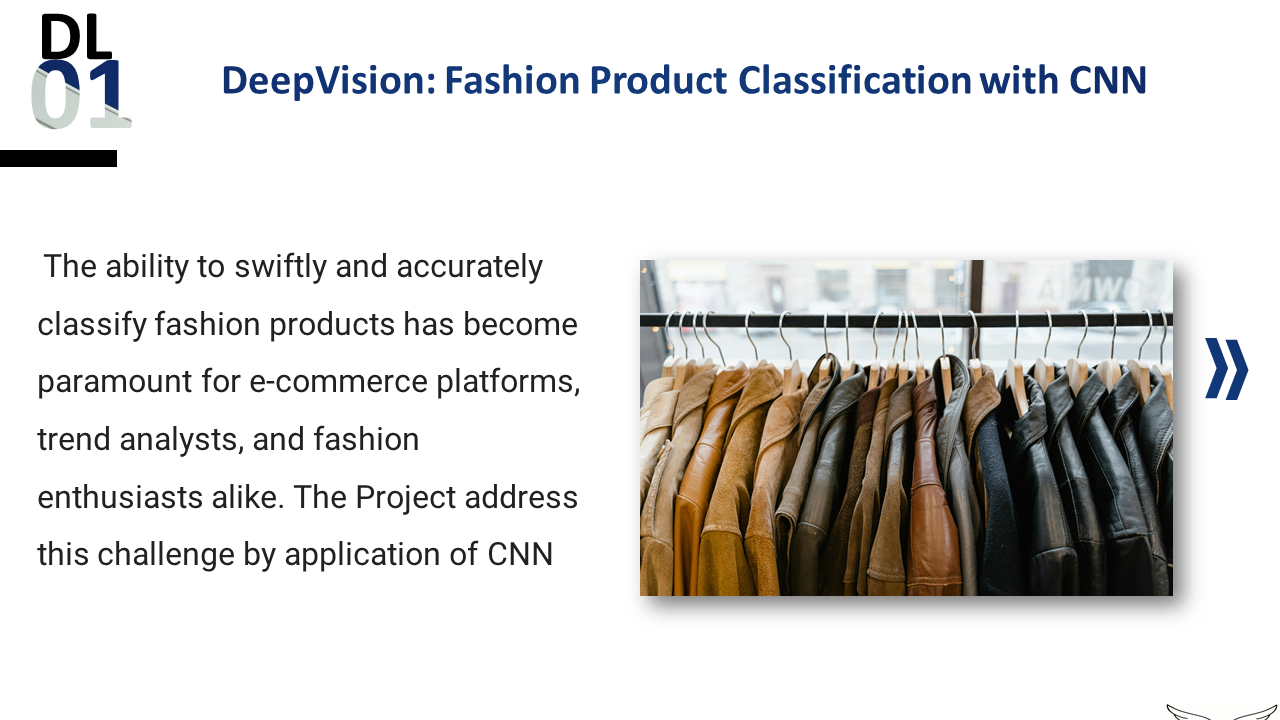 DL
01
DeepVision: Fashion Product Classification with CNN
The ability to swiftly and accurately
classify fashion products has become
paramount for e-commerce platforms,
trend analysts, and fashion
enthusiasts alike. The Project address
this challenge by application of CNN